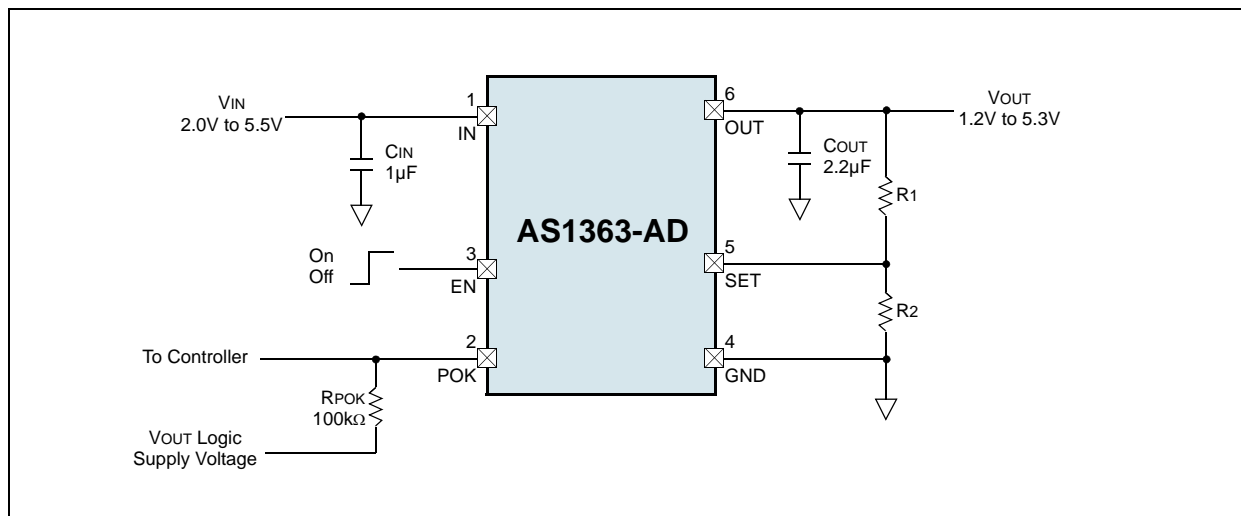 VIN
2.0V to 5.5V
1
IN
CIN
1µF
On
Off
3
EN
To Controller
2
POK
RPOK
100kΩ
VOUT Logic
Supply Voltage
AS1363-AD
6
OUT
VOUT
1.2V to 5.3V
COUT
2.2µF
R1
5
SET
R2
4
GND